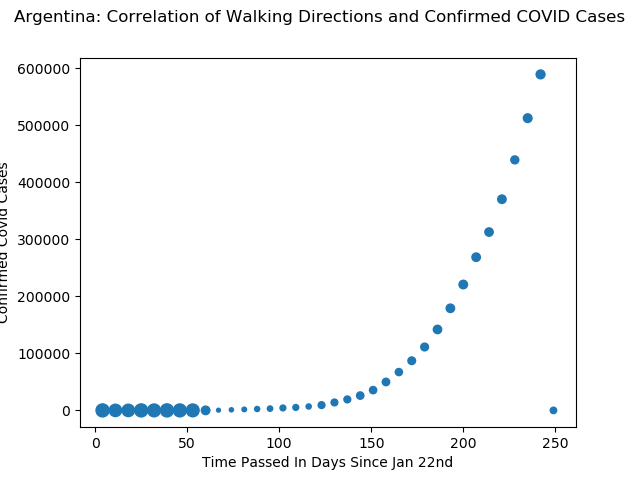 Argentina: Correlation of Walking Directions and Confirmed COVID Cases
600000
500000
400000
300000
200000
100000
0
Confirmed Covid Cases
0 50 100 150 200 250
Time Passed In Days Since Jan 22nd